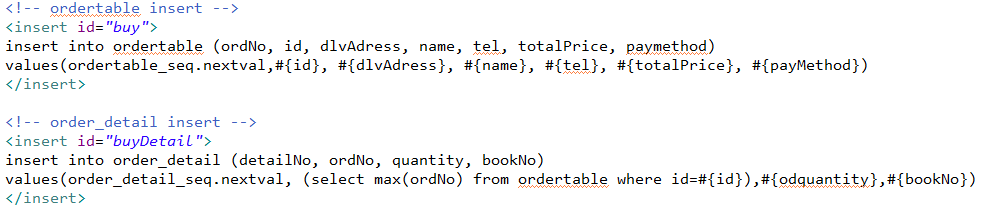 <!-- ordertable insert -->
<insert id="buy">
insert into ordertable (ordNo, id, dlvAdress, name, tel, totalPrice, paymethod)
values(ordertable_seq.nextval,#{id}, #{dlvAdress}, #{name}, #{tel}, #{totalPrice}, #{payMethod})
</insert>
<!-- order_detail insert -->
<insert id="buyDetail">
insert into order_detail (detailNo, ordNo, quantity, bookNo)
values(order_detail_seq.nextval, (select max(ordNo) from ordertable where id=#{id}),#{odquantity},#{bookNo})
</insert>